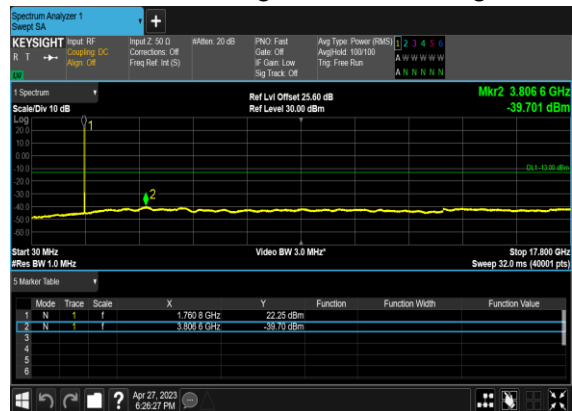 Spectrum Analyzer 1
Swept SA
+
KEYSIGHT Input: RF Input Z: 50 Ω #Atten: 20 dB PNO: Fast Avg Type: Power (RMS) 1 2 3 4 5 6
R T Coupling: DC Corrections: Off Gate: Off Avg|Hold: 100/100 A W W W W W
Align: Off Freq Ref: Int (S) IF Gain: Low Trig: Free Run
Sig Track: Off A N N N N N
1 Spectrum Ref Lvl Offset 25.60 dB Mkr2 3.806 6 GHz
Scale/Div 10 dB Ref Level 30.00 dBm -39.701 dBm
Log
20.0 1
10.0
0.00
-10.0 DL1 -13.00 dBm
-20.0
-30.0 2
-40.0
-50.0
-60.0
Start 30 MHz Video BW 3.0 MHz* Stop 17.800 GHz
#Res BW 1.0 MHz Sweep 32.0 ms (40001 pts)
5 Marker Table
Mode Trace Scale X Y Function Function Width Function Value
1 N 1 f 1.760 8 GHz 22.25 dBm
2 N 1 f 3.806 6 GHz -39.70 dBm
3
4
5
6
? Apr 27, 2023
6:26:27 PM